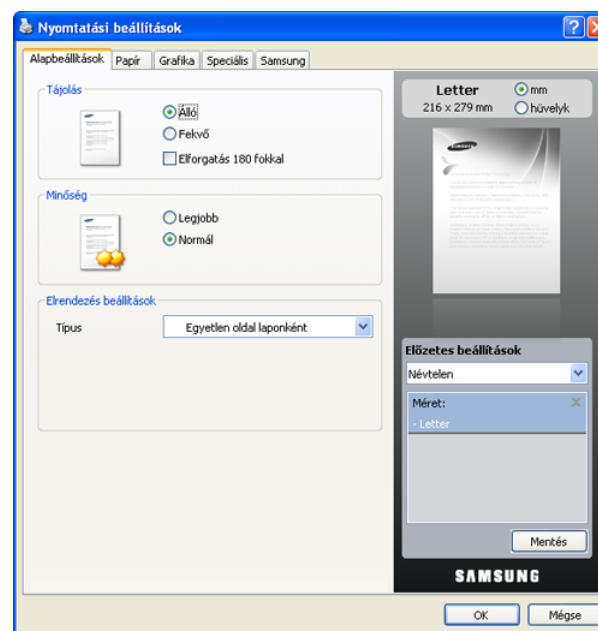 Nyomtatási beállítások
Alapbeállítások Papír Grafika Speciális Samsung
Tájolás
Álló
Fekvő
Elforgatás 180 fokkal
Minőség
Legjobb
Normál
Elrendezés beállítások
Típus Egyetlen oldal laponként
Letter
216 x 279 mm
mm
hüvelyk
SAMSUNG
Előzetes beállítások
Névtelen
Méret:
- Letter
Mentés
SAMSUNG
OK Mégse